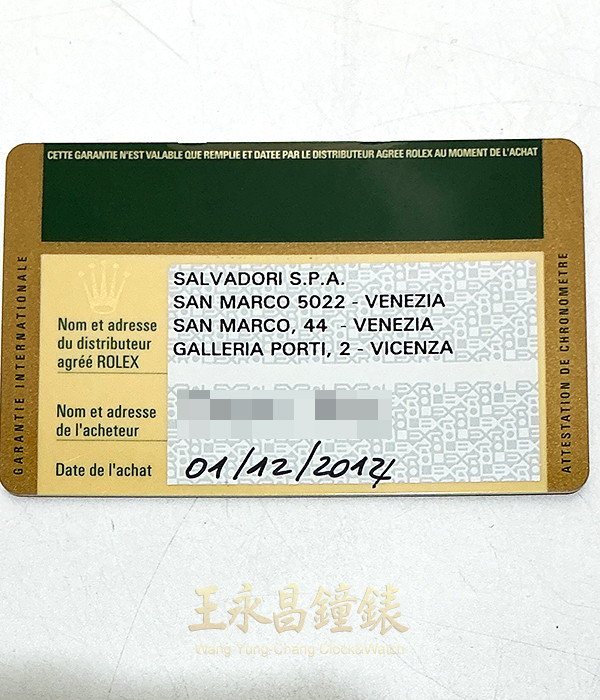 CETTE GARANTIE N'EST VALABLE QUE REMPLIE ET DATEE PAR LE DISTRIBUTEUR AGREE ROLEX AU MOMENT DE L'ACHAT
GARANTIE INTERNATIONALE
Nom et adresse
du distributeur
agréé ROLEX
SALVADORI S.P.A.
SAN MARCO 5022 - VENEZIA
SAN MARCO, 44 - VENEZIA
GALLERIA PORTI, 2 - VICENZA
Nom et adresse
de l'acheteur
Date de l'achat
01/12/2014
ATTESTATION DE CHRONOMETRE
王永昌鐘錶
Wang Yung-Chang Clock&Watch